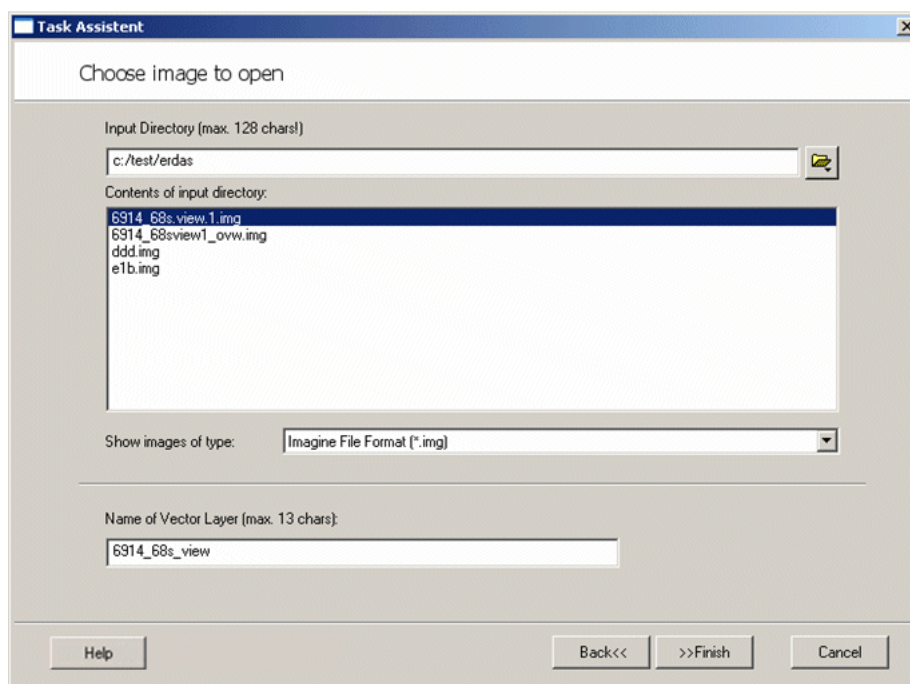 Task Assistent
Choose image to open
Input Directory (max. 128 chars!)
c:/test/erdas
Contents of input directory:
6914_68s.view.1.img
6914_68sview1_ovw.img
ddd.img
e1b.img
Show images of type: Imagine File Format (*.img)
Name of Vector Layer (max. 13 chars):
6914_68s_view
Help Back<< >>Finish Cancel